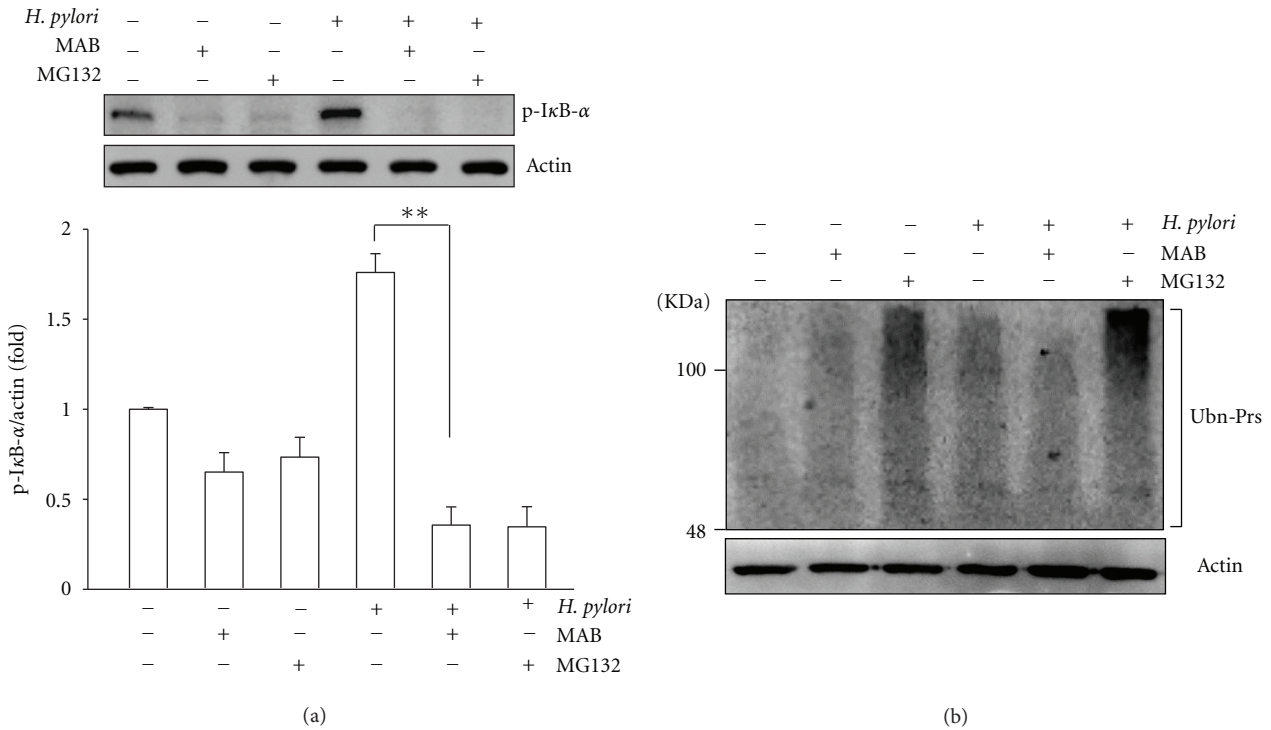 H. pylori – – – + + +
MAB – + – – + –
MG132 – – + – – +
p-IκB-α
Actin
**
2
1.5
1
0.5
0
p-IκB-α/actin (fold)
– – – + + + H. pylori
– + – – + – MAB
– – + – – + MG132
(a)
– – – + + + H. pylori
– + – – + – MAB
– – + – – + MG132
(KDa)
100
48
Ubn-Prs
Actin
(b)